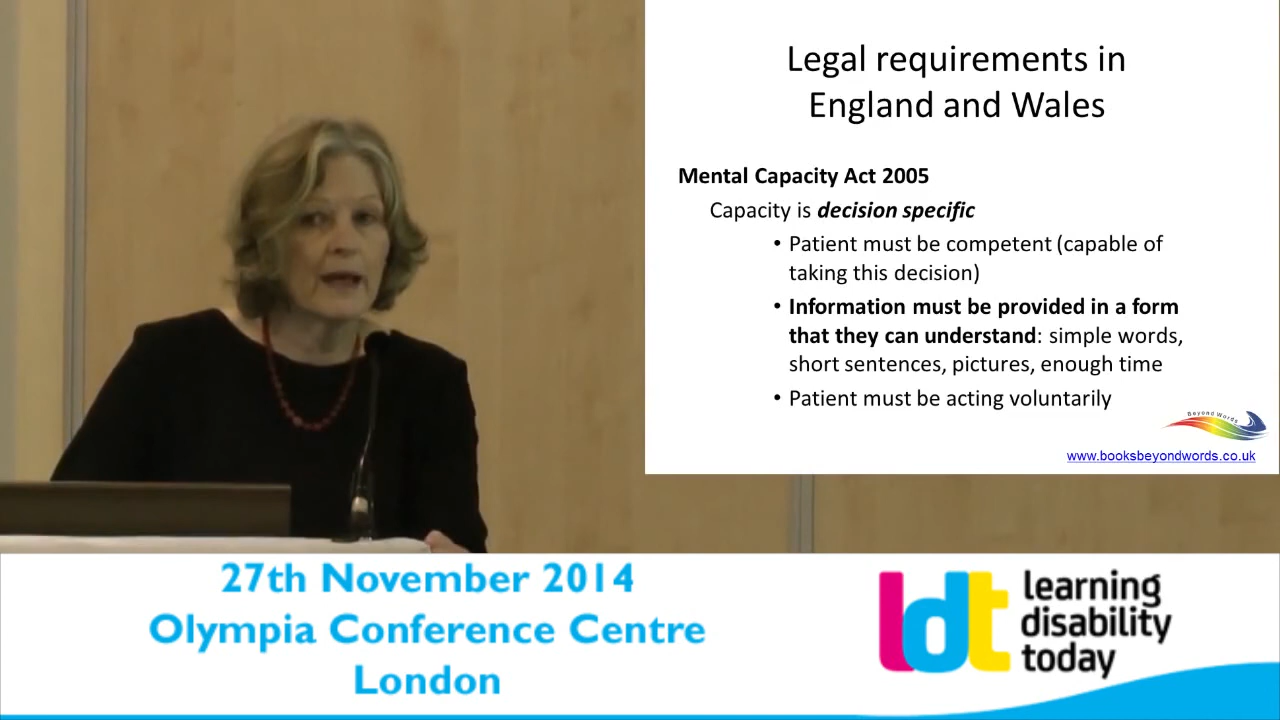 Legal requirements in
England and Wales
Mental Capacity Act 2005
Capacity is decision specific
• Patient must be competent (capable of
taking this decision)
• Information must be provided in a form
that they can understand: simple words,
short sentences, pictures, enough time
• Patient must be acting voluntarily
Beyond Words
www.booksbeyondwords.co.uk
27th November 2014
Olympia Conference Centre
London
ldt
learning
disability
today